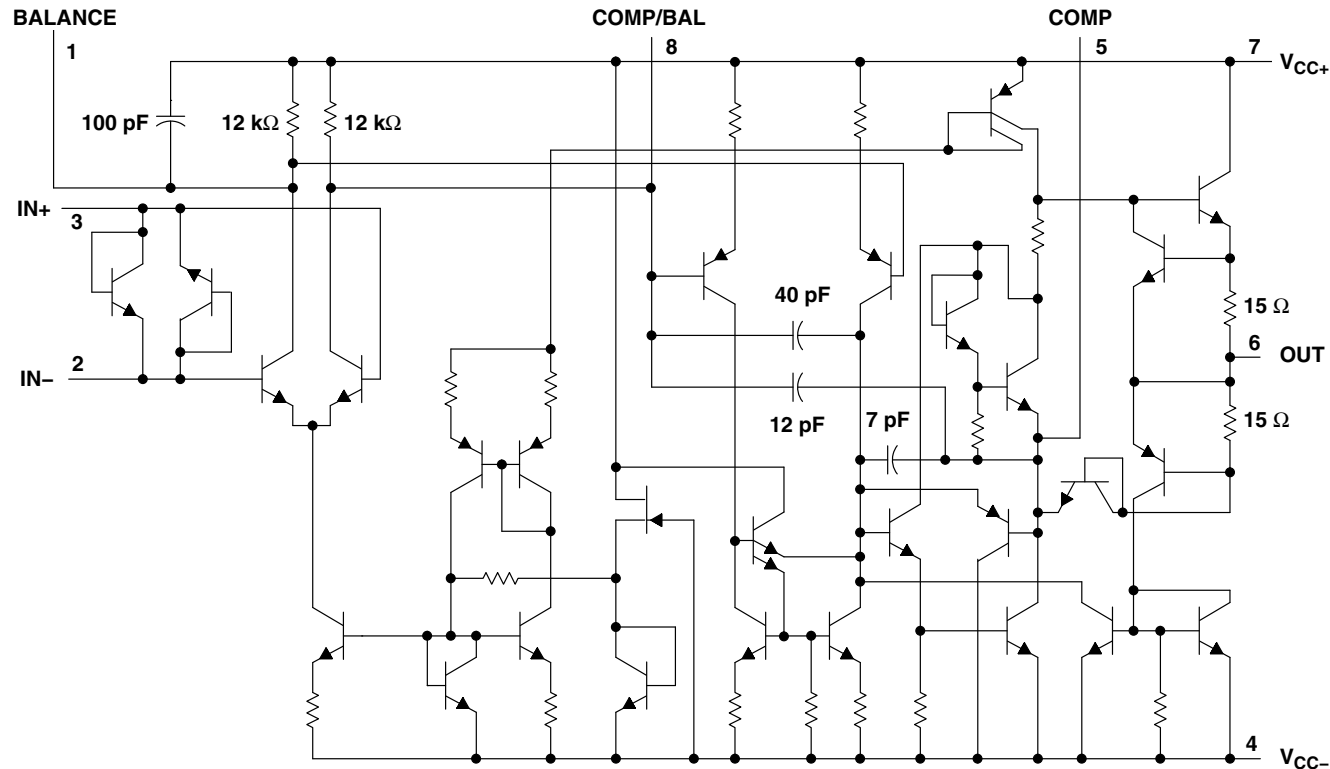 BALANCE
COMP/BAL
COMP
1
8
5
7
VCC+
100 pF
12 kΩ
12 kΩ
IN+
3
40 pF
15 Ω
6
OUT
2
IN−
12 pF
7 pF
15 Ω
4
VCC−